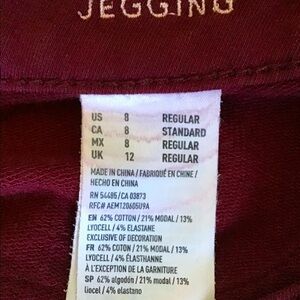 JEGGING
US 8 REGULAR
CA 8 STANDARD
MX 8 REGULAR
UK 12 REGULAR
MADE IN CHINA / FABRIQUÉ EN CHINE /
HECHO EN CHINA
RN 54485/CA 03873
RFC# AEM120605U9A
EN 62% COTTON / 21% MODAL / 13%
LYOCELL / 4% ELASTANE
EXCLUSIVE OF DECORATION
FR 62% COTON / 21% MODAL / 13%
LYOCELL / 4% ÉLASTHANNE
À L'EXCEPTION DE LA GARNITURE
SP 62% algodón / 21% modal / 13%
liocel / 4% elastano